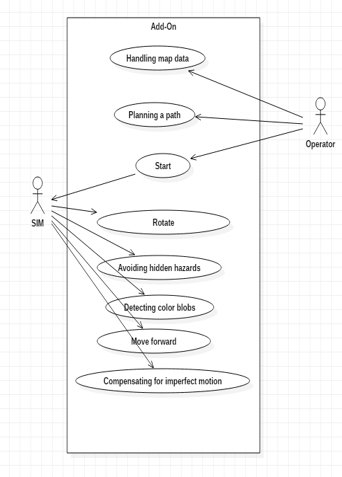 Add-On
Handling map data
Planning a path
Operator
Start
SIM
Rotate
Avoiding hidden hazards
Detecting color blobs
Move forward
Compensating for imperfect motion